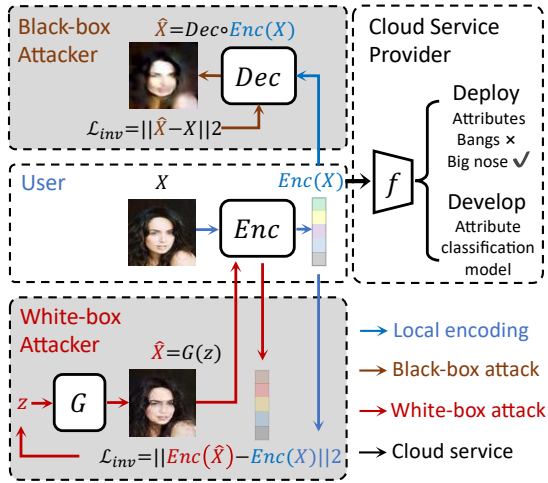 Black-box
Attacker
X̂=Dec∘Enc(X)
Dec
ℒinv=||X̂−X||2
Cloud Service
Provider
f
Deploy
Attributes
Bangs ×
Big nose ✓
Develop
Attribute
classification
model
User
X
Enc
Enc(X)
White-box
Attacker
X̂=G(z)
z
G
ℒinv=||Enc(X̂)−Enc(X)||2
Local encoding
Black-box attack
White-box attack
Cloud service